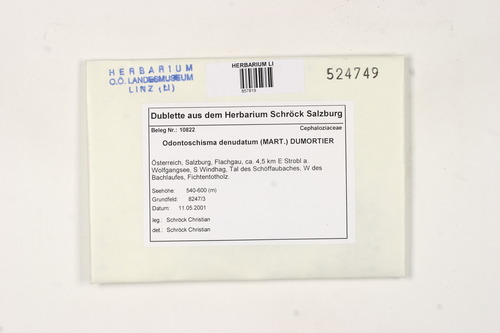 HERBARIUM
O.Ö. LANDESMUSEUM
LINZ (LI)
HERBARIUM LI
657819
524749
Dublette aus dem Herbarium Schröck Salzburg
Beleg Nr.: 10822 Cephaloziaceae
Odontoschisma denudatum (MART.) DUMORTIER
Österreich, Salzburg, Flachgau, ca. 4,5 km E Strobl a.
Wolfgangsee, S Windhag, Tal des Schöffaubaches; W des
Bachlaufes, Fichtentotholz.
Seehöhe: 540-600 (m)
Grundfeld: 8247/3
Datum: 11.05.2001
leg.: Schröck Christian
det.: Schröck Christian